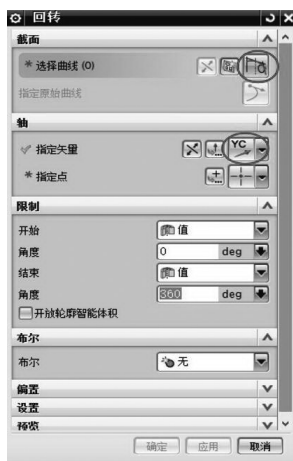 回转
截面
* 选择曲线 (0)
指定原始曲线
轴
指定矢量 YC
* 指定点
限制
开始 值
角度 0 deg
结束 值
角度 360 deg
开放轮廓智能体积
布尔
布尔 无
偏置
设置
预览
确定 应用 取消